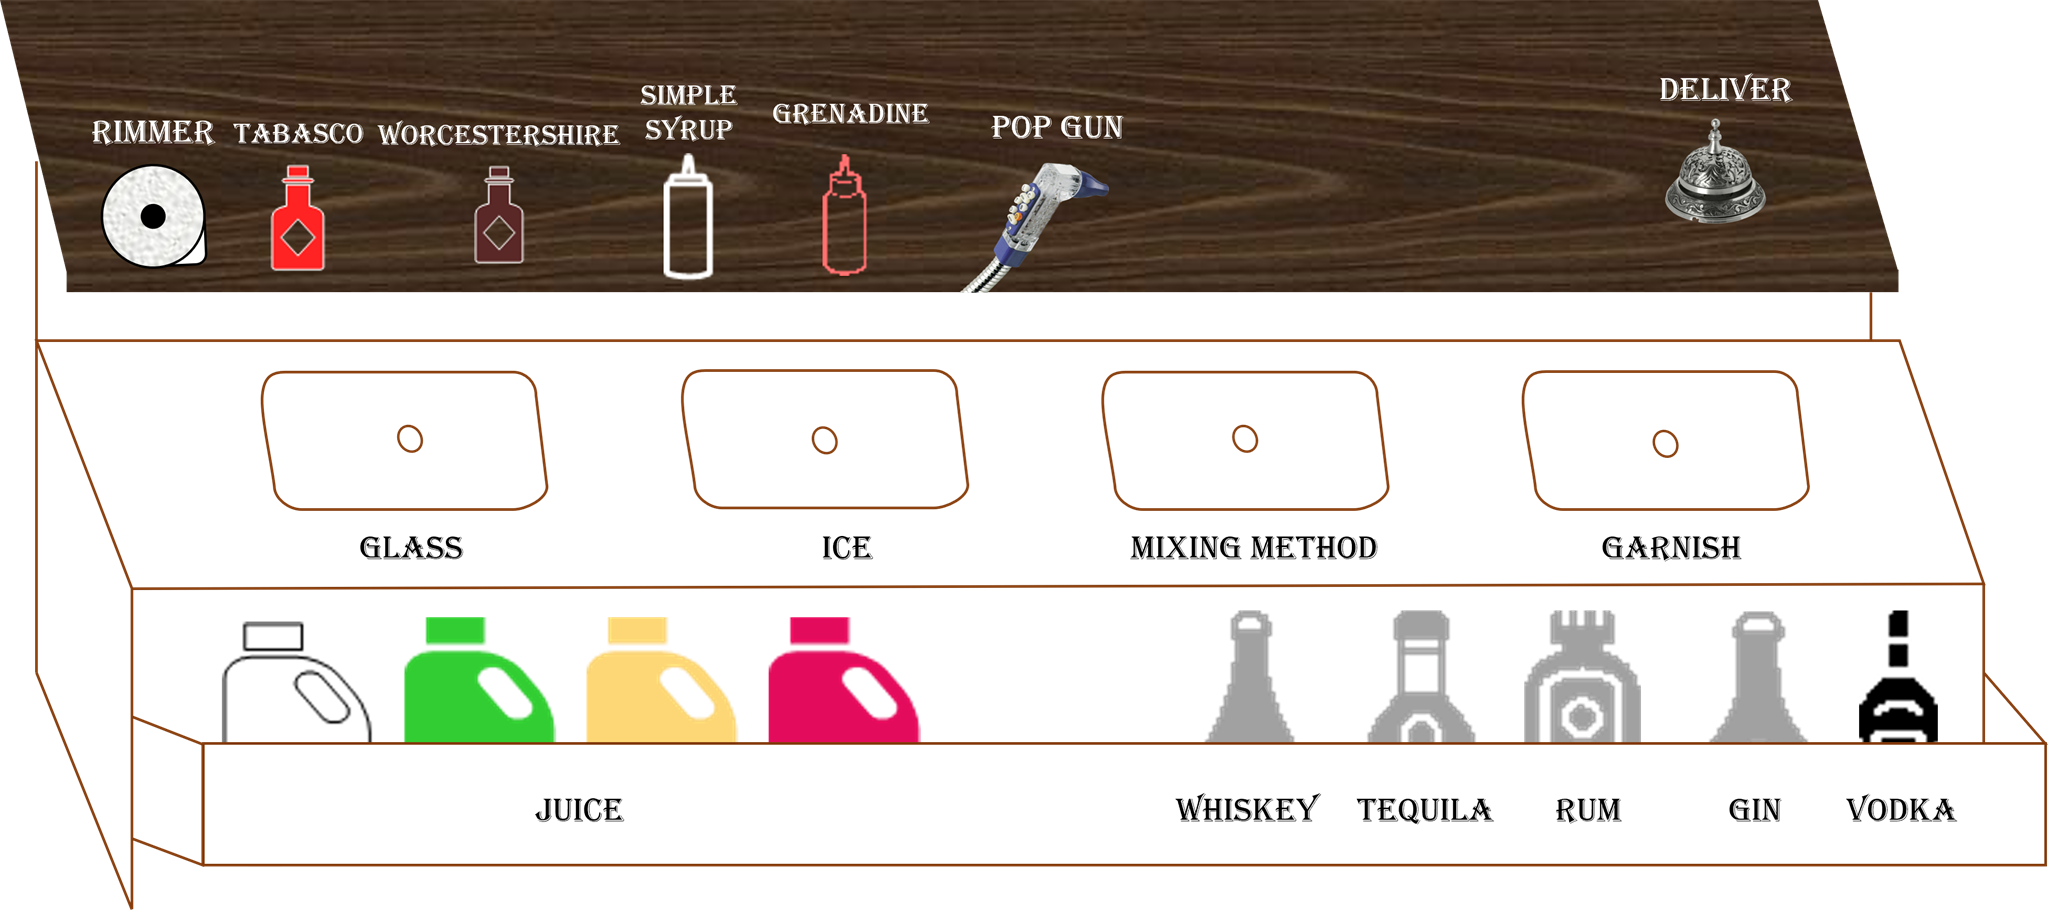 RIMMER
TABASCO
WORCESTERSHIRE
SIMPLE
SYRUP
GRENADINE
POP GUN
DELIVER
GLASS
ICE
MIXING METHOD
GARNISH
JUICE
WHISKEY
TEQUILA
RUM
GIN
VODKA